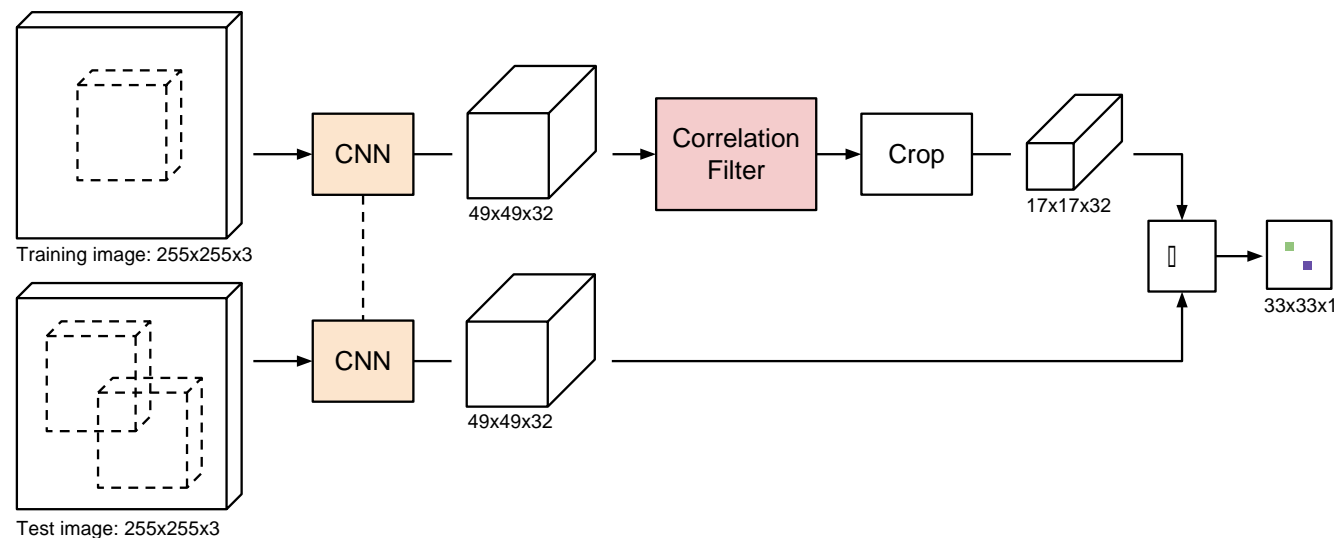 CNN
49x49x32
Correlation
Filter
Crop
17x17x32
Training image: 255x255x3
33x33x1
CNN
49x49x32
Test image: 255x255x3